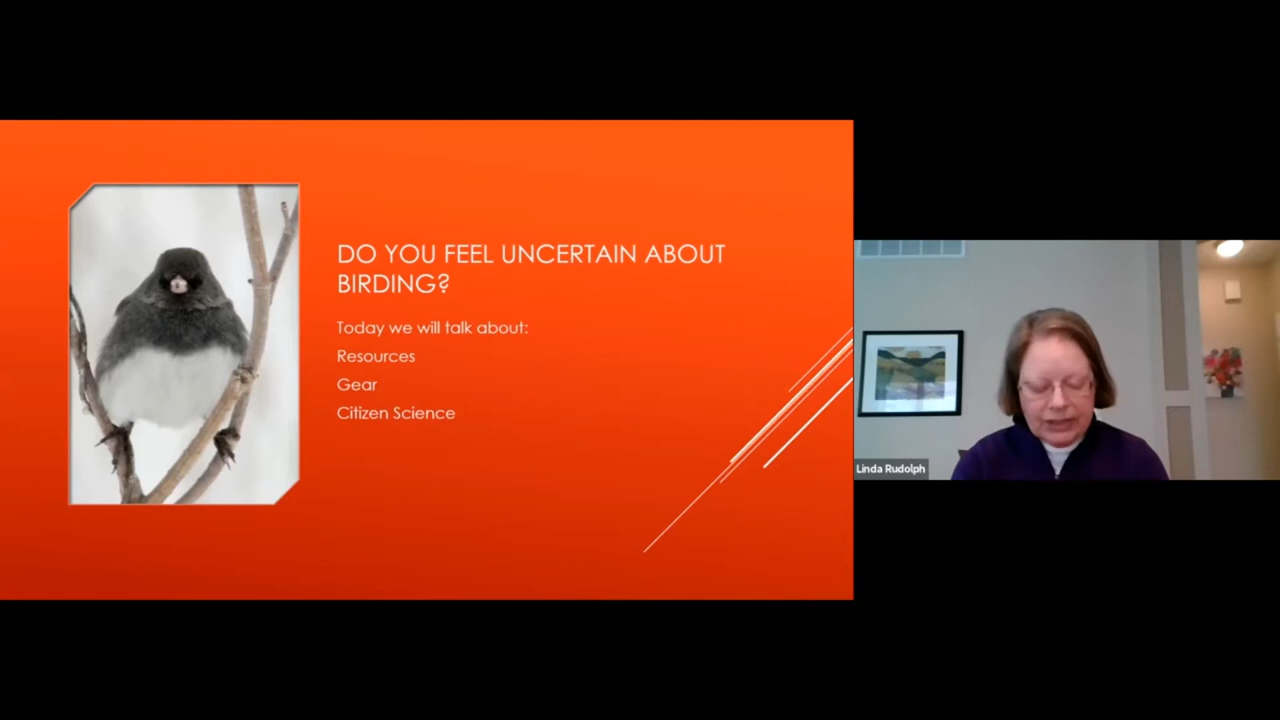 DO YOU FEEL UNCERTAIN ABOUT
BIRDING?
Today we will talk about:
Resources
Gear
Citizen Science
Linda Rudolph